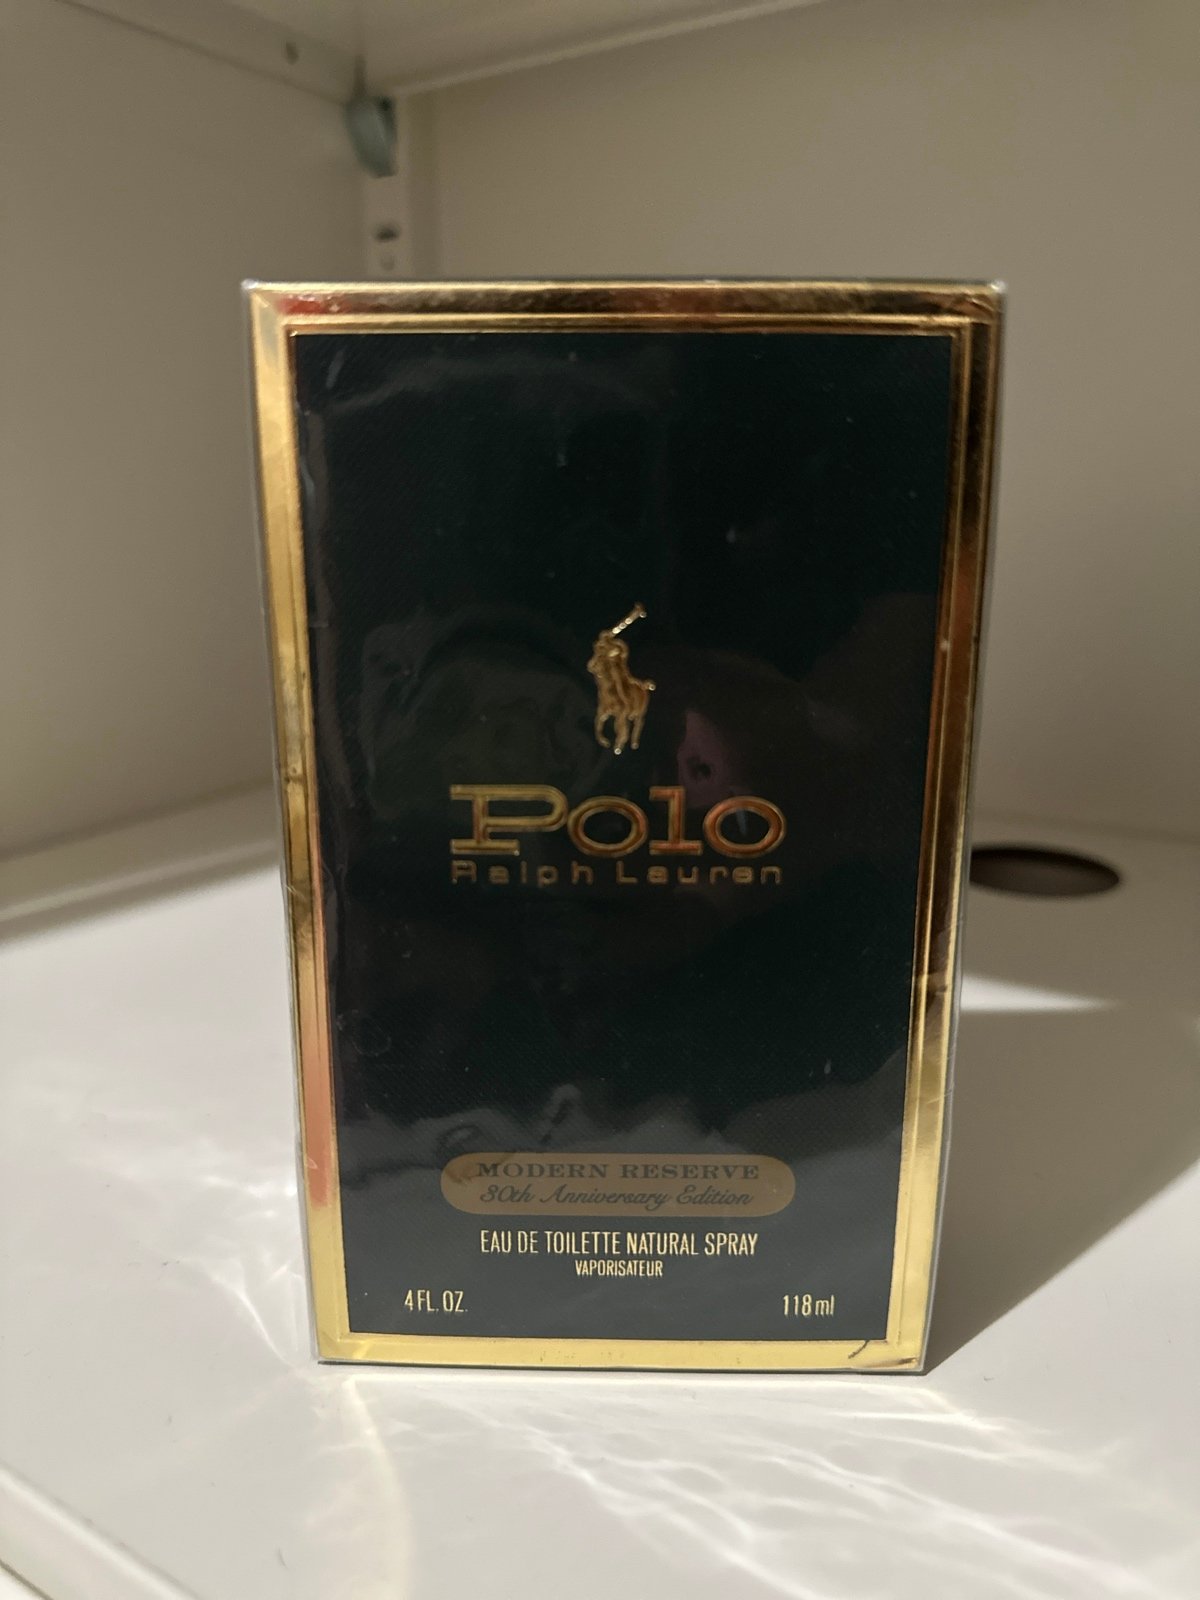 Polo
Ralph Lauren
MODERN RESERVE
30th Anniversary Edition
EAU DE TOILETTE NATURAL SPRAY
VAPORISATEUR
4 FL. OZ.
118 ml